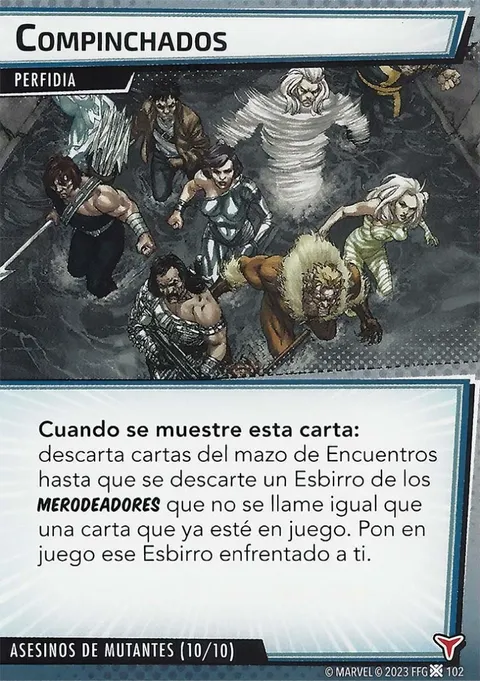 COMPINCHADOS
PERFIDIA
Cuando se muestre esta carta:
descarta cartas del mazo de Encuentros
hasta que se descarte un Esbirro de los
MERODEADORES que no se llame igual que
una carta que ya esté en juego. Pon en
juego ese Esbirro enfrentado a ti.
ASESINOS DE MUTANTES (10/10)
© MARVEL © 2023 FFG 102